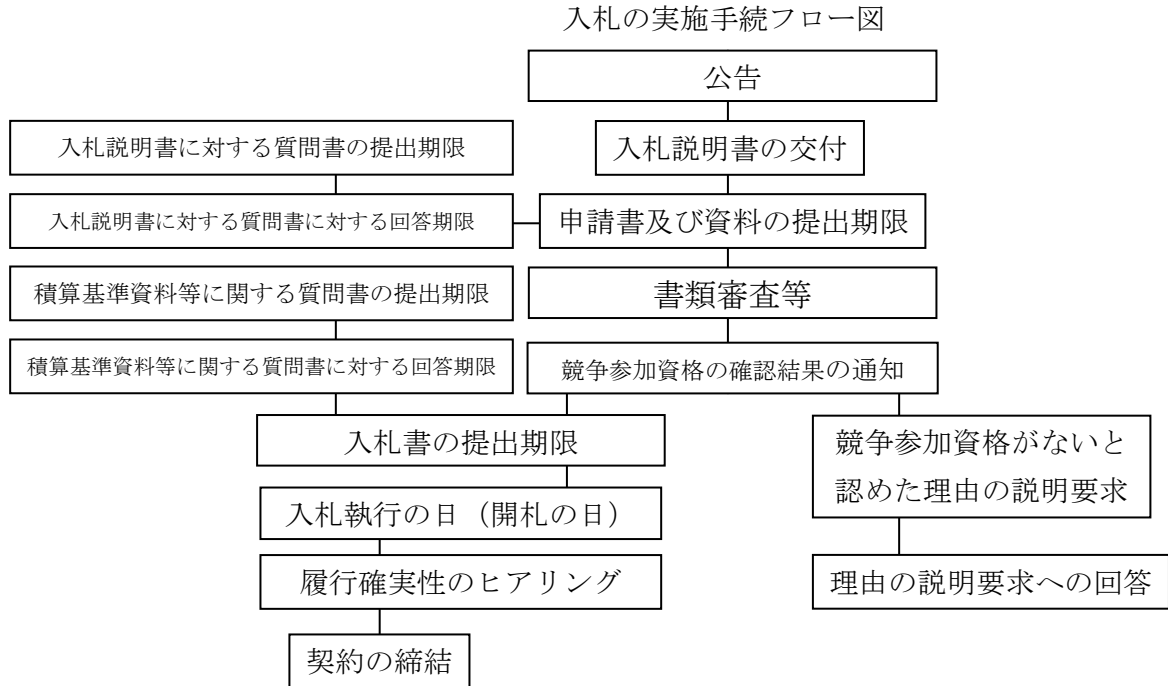 入札の実施手続フロー図
公告
入札説明書に対する質問書の提出期限
入札説明書の交付
入札説明書に対する質問書に対する回答期限
申請書及び資料の提出期限
積算基準資料等に関する質問書の提出期限
書類審査等
積算基準資料等に関する質問書に対する回答期限
競争参加資格の確認結果の通知
入札書の提出期限
競争参加資格がないと
認めた理由の説明要求
入札執行の日（開札の日）
履行確実性のヒアリング
理由の説明要求への回答
契約の締結